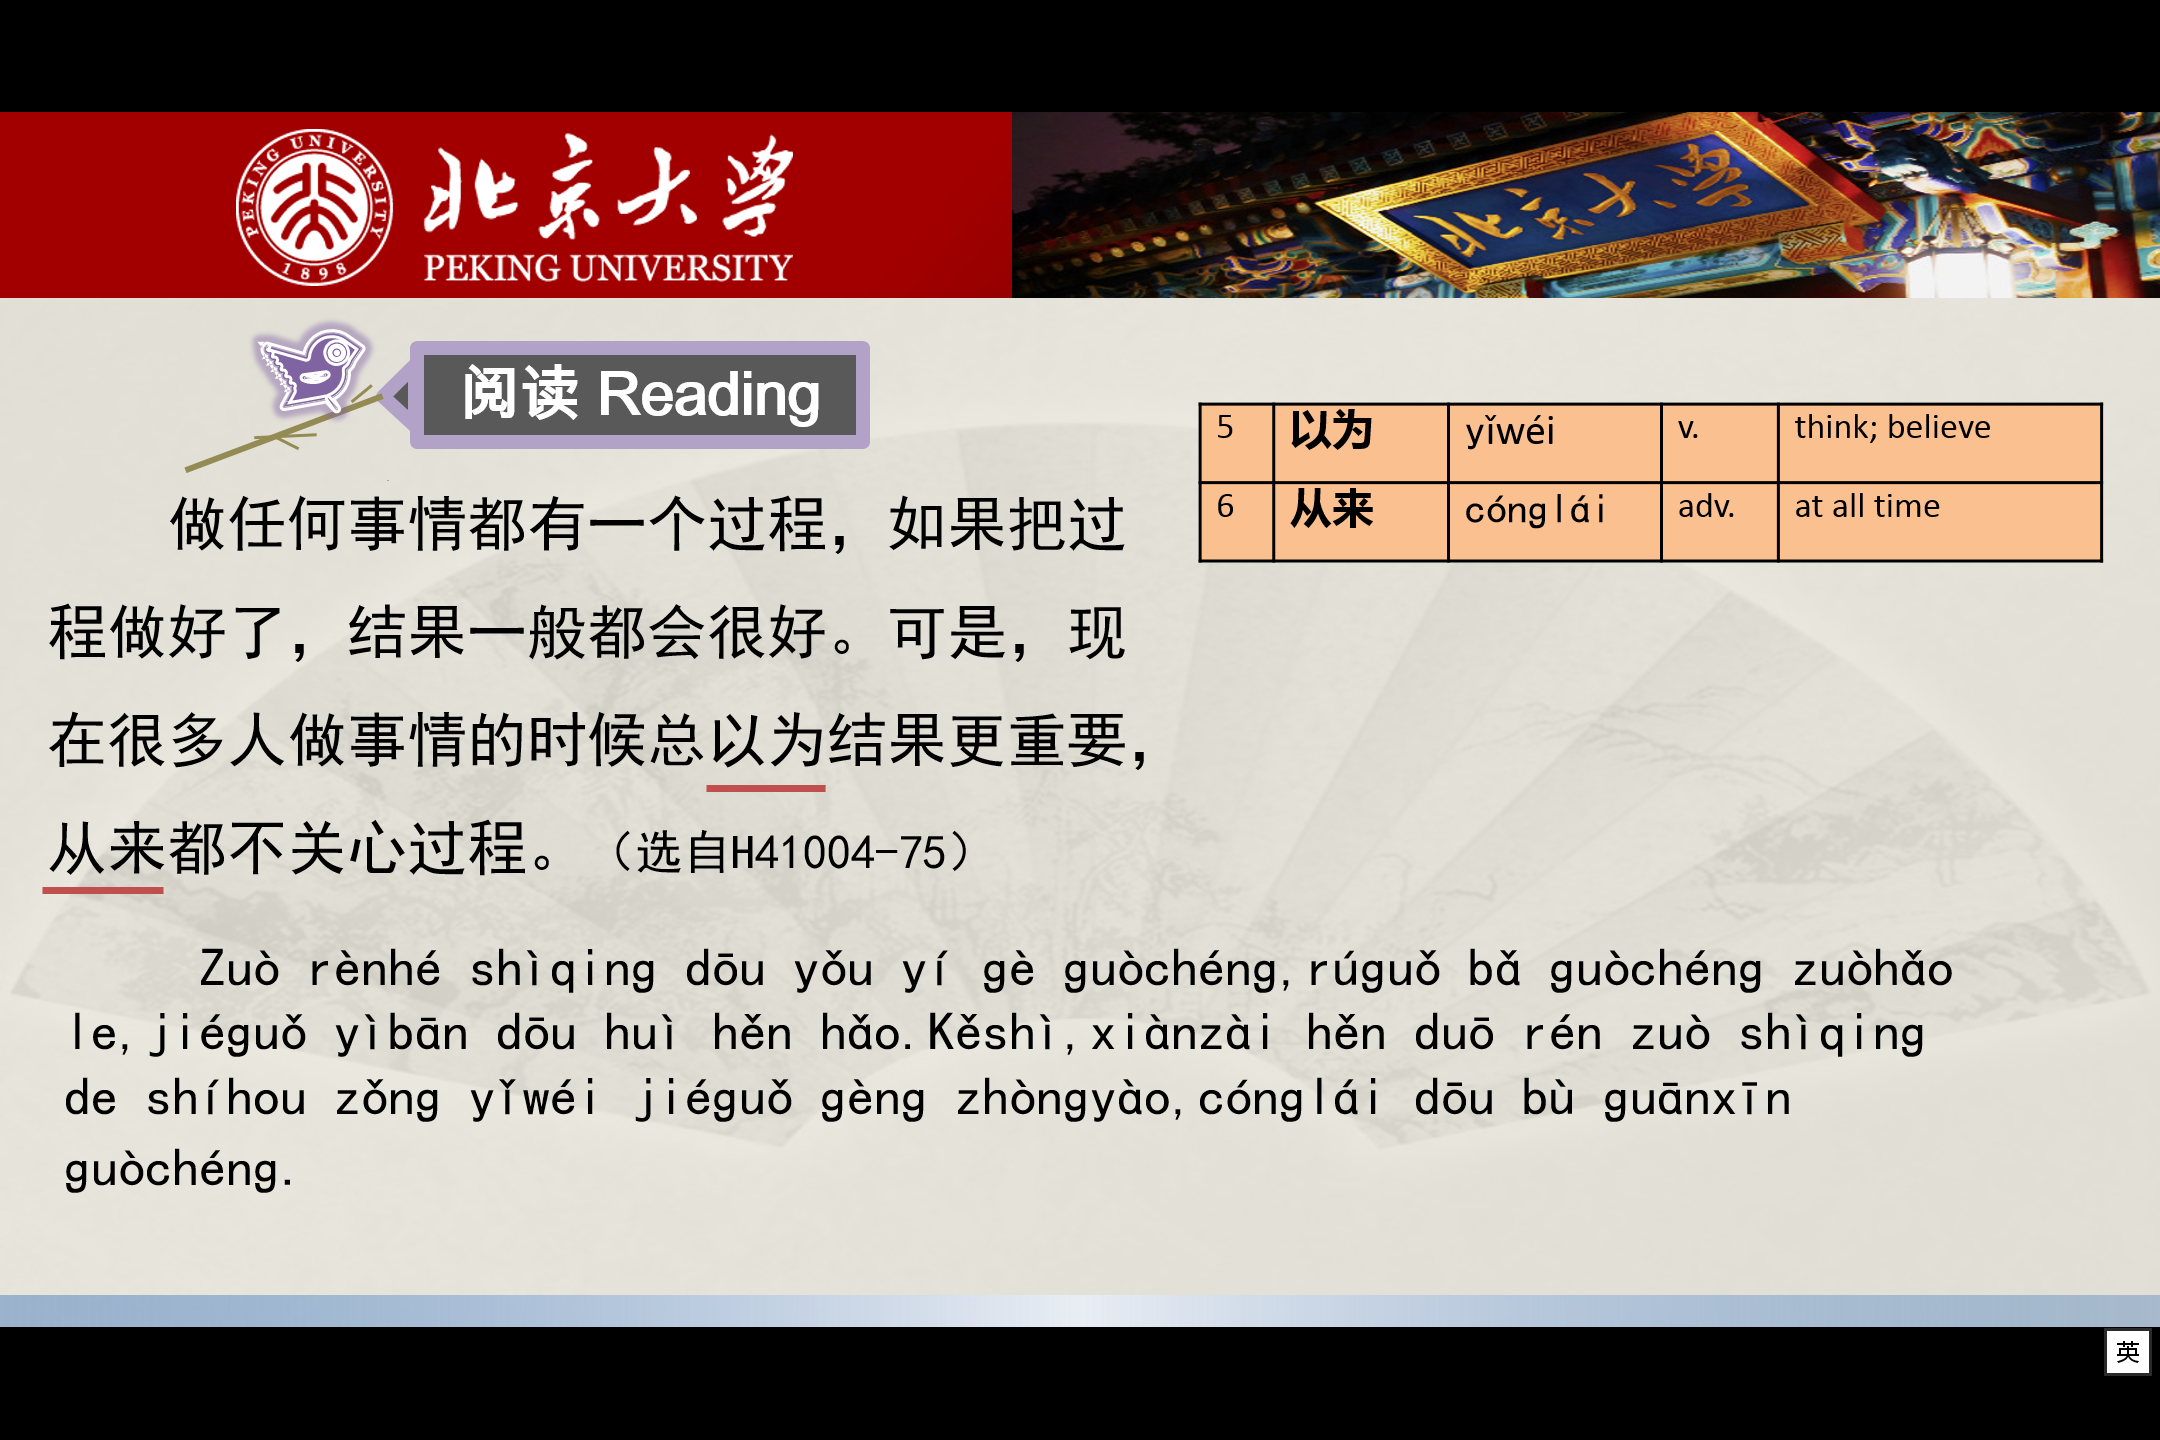 PEKING UNIVERSITY
1898
北京大学
PEKING UNIVERSITY
北京大学
阅读 Reading
5 以为 yǐwéi v. think; believe
6 从来 cónglái adv. at all time
做任何事情都有一个过程，如果把过
程做好了，结果一般都会很好。可是，现
在很多人做事情的时候总以为结果更重要，
从来都不关心过程。（选自H41004-75）
Zuò rènhé shìqing dōu yǒu yí gè guòchéng,rúguǒ bǎ guòchéng zuòhǎo
le,jiéguǒ yìbān dōu huì hěn hǎo.Kěshì,xiànzài hěn duō rén zuò shìqing
de shíhou zǒng yǐwéi jiéguǒ gèng zhòngyào,cónglái dōu bù guānxīn
guòchéng.
英